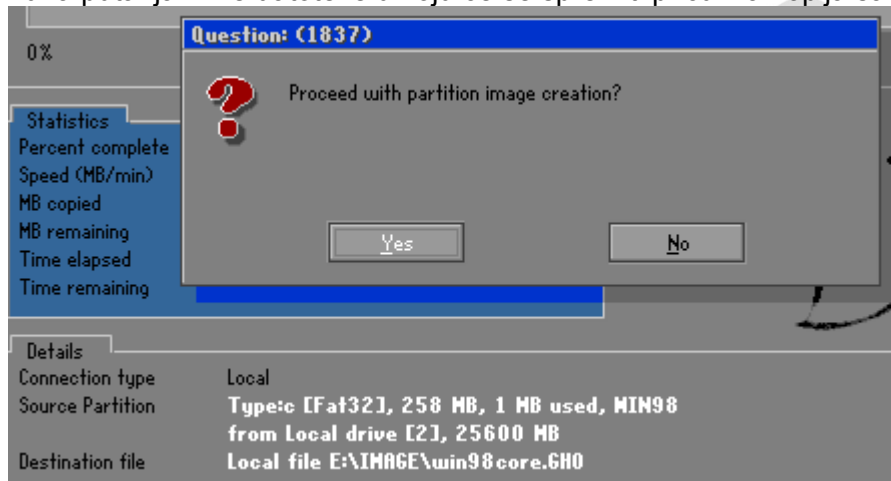 Question: (1837)
0%
Proceed with partition image creation?
Statistics
Percent complete
Speed (MB/min)
MB copied
MB remaining
Yes
No
Time elapsed
Time remaining
Details
Connection type Local
Source Partition Type:c [Fat32], 258 MB, 1 MB used, MIN98
from Local drive [2], 25600 MB
Destination file Local file E:\IMAGE\win98core.GHO